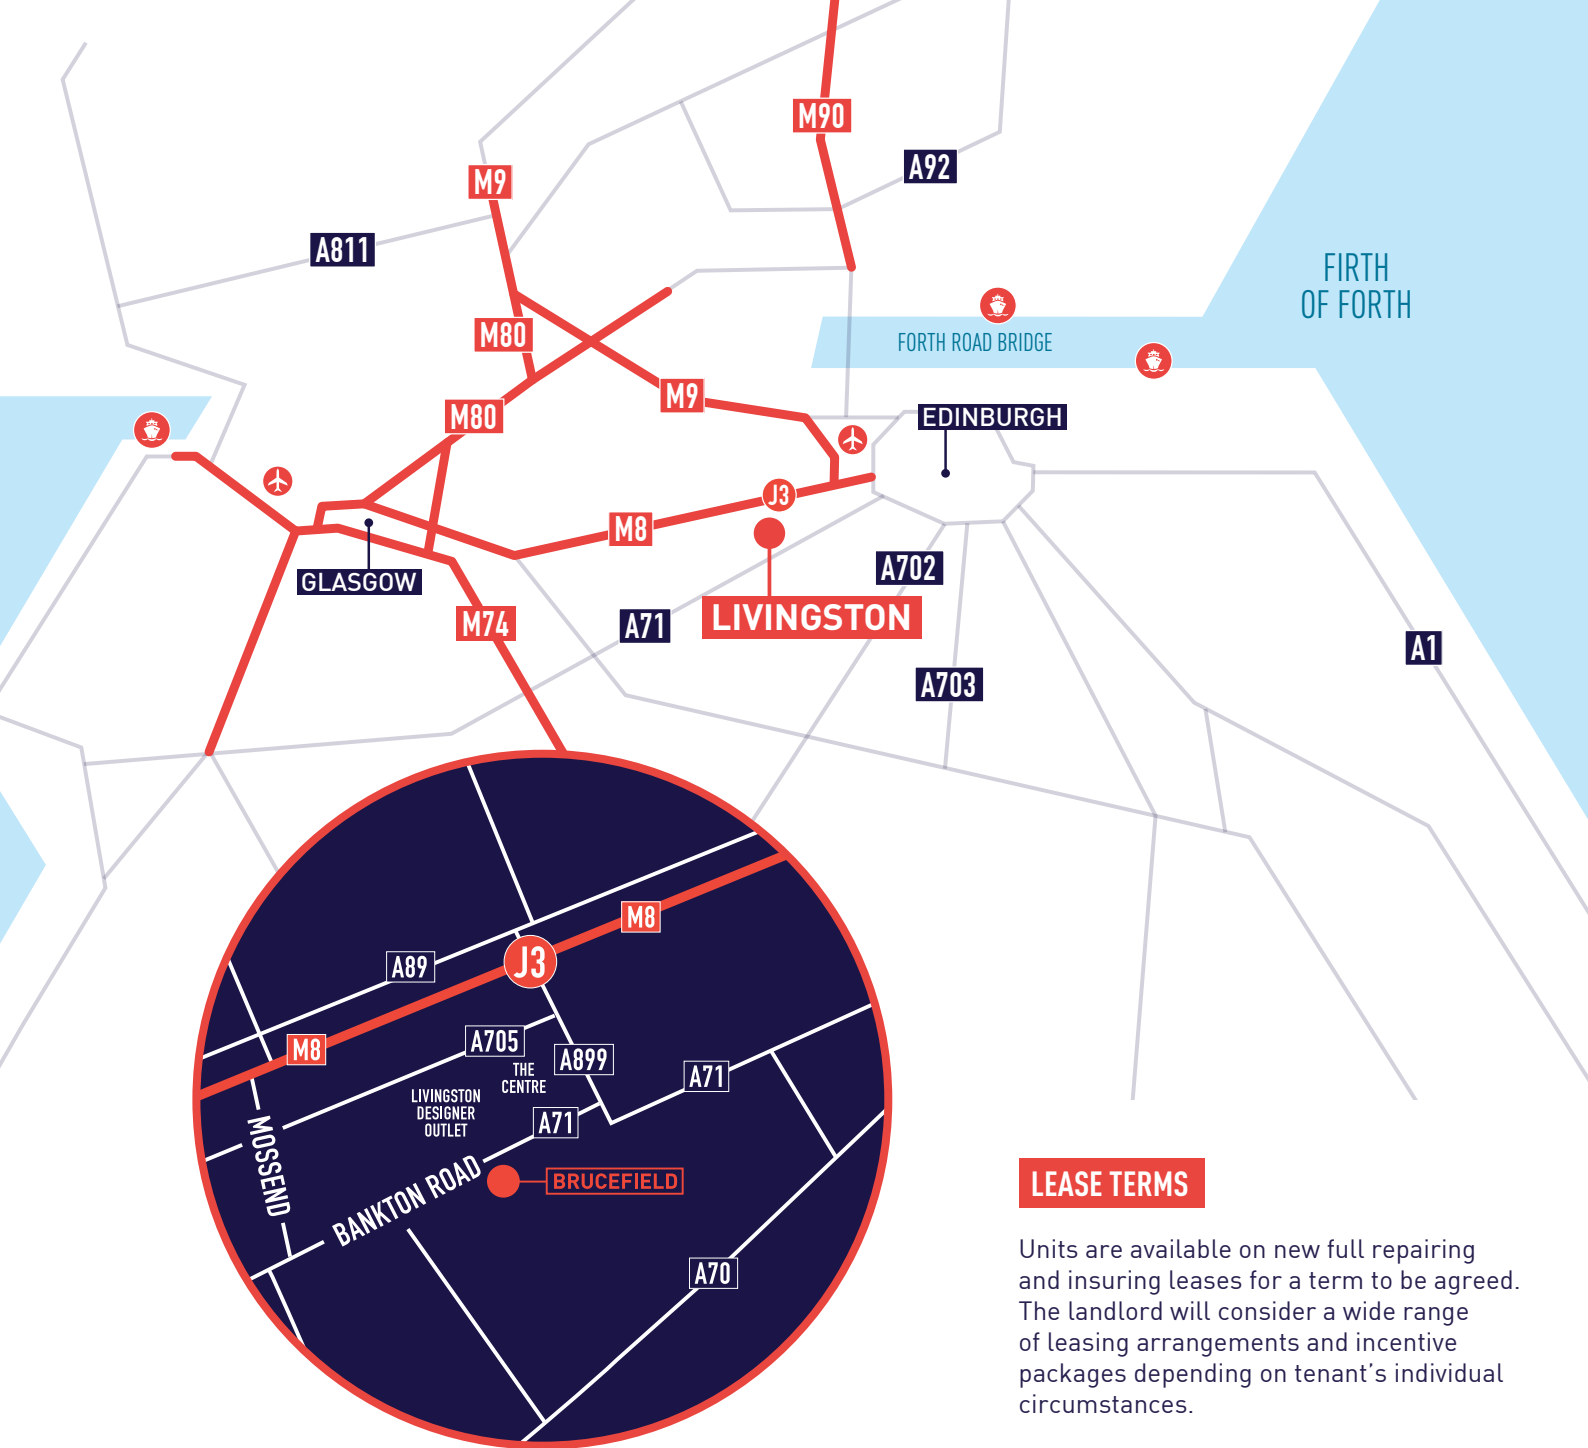 M90
A92
M9
A811
FIRTH
OF FORTH
M80
FORTH ROAD BRIDGE
M9
M80
EDINBURGH
J3
M8
GLASGOW
A702
LIVINGSTON
M74
A71
A1
A703
M8
J3
A89
M8
A705
A899
THE
CENTRE
A71
LIVINGSTON
DESIGNER
OUTLET
A71
MOSSEND
BANKTON ROAD
BRUCEFIELD
A70
LEASE TERMS
Units are available on new full repairing
and insuring leases for a term to be agreed.
The landlord will consider a wide range
of leasing arrangements and incentive
packages depending on tenant’s individual
circumstances.